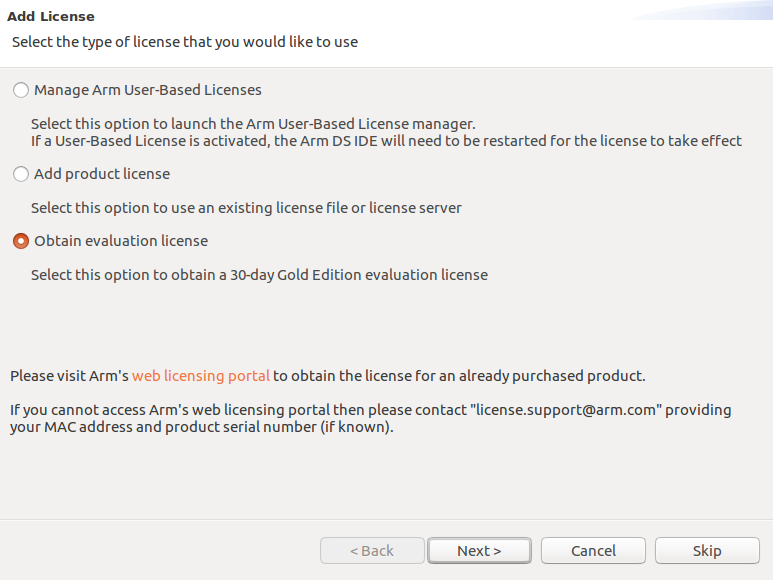 Add License
Select the type of license that you would like to use
Manage Arm User-Based Licenses
Select this option to launch the Arm User-Based License manager.
If a User-Based License is activated, the Arm DS IDE will need to be restarted for the license to take effect
Add product license
Select this option to use an existing license file or license server
Obtain evaluation license
Select this option to obtain a 30-day Gold Edition evaluation license
Please visit Arm's web licensing portal to obtain the license for an already purchased product.
If you cannot access Arm's web licensing portal then please contact "license.support@arm.com" providing
your MAC address and product serial number (if known).
< Back Next > Cancel Skip